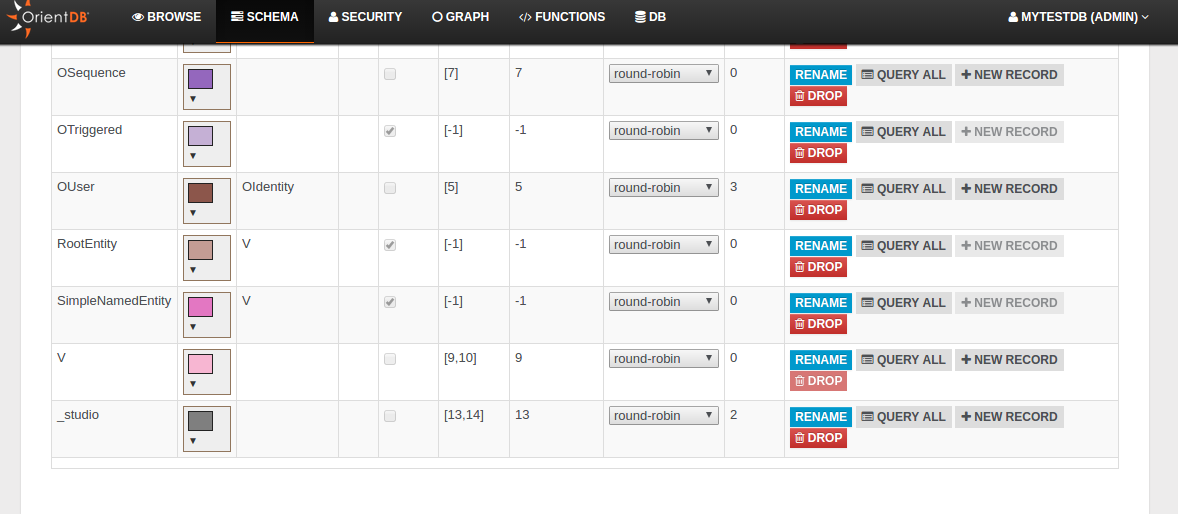 OrientDB BROWSE SCHEMA SECURITY GRAPH </> FUNCTIONS DB MYTESTDB (ADMIN)
OSequence [7] 7 round-robin 0 RENAME QUERY ALL NEW RECORD
DROP
OTriggered [-1] -1 round-robin 0 RENAME QUERY ALL NEW RECORD
DROP
OUser OIdentity [5] 5 round-robin 3 RENAME QUERY ALL NEW RECORD
DROP
RootEntity V [-1] -1 round-robin 0 RENAME QUERY ALL NEW RECORD
DROP
SimpleNamedEntity V [-1] -1 round-robin 0 RENAME QUERY ALL NEW RECORD
DROP
V [9,10] 9 round-robin 0 RENAME QUERY ALL NEW RECORD
DROP
_studio [13,14] 13 round-robin 2 RENAME QUERY ALL NEW RECORD
DROP